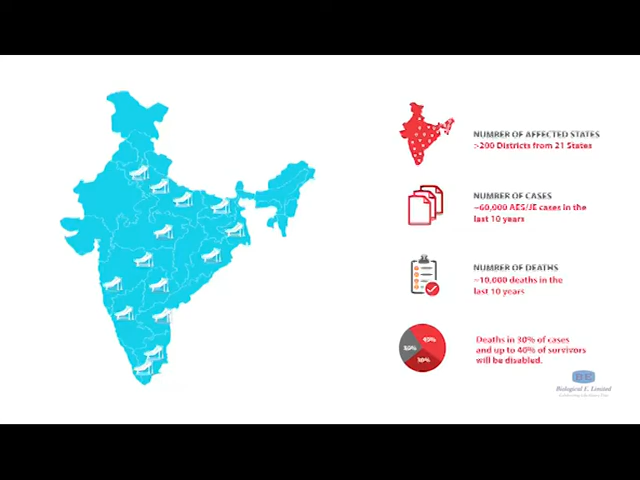 NUMBER OF AFFECTED STATES
>200 Districts from 21 States
NUMBER OF CASES
~60,000 AES/JE cases in the
last 10 years
NUMBER OF DEATHS
~10,000 deaths in the
last 10 years
30%
Deaths in 30% of cases
and up to 40% of survivors
will be disabled.
BE
Biological E. Limited